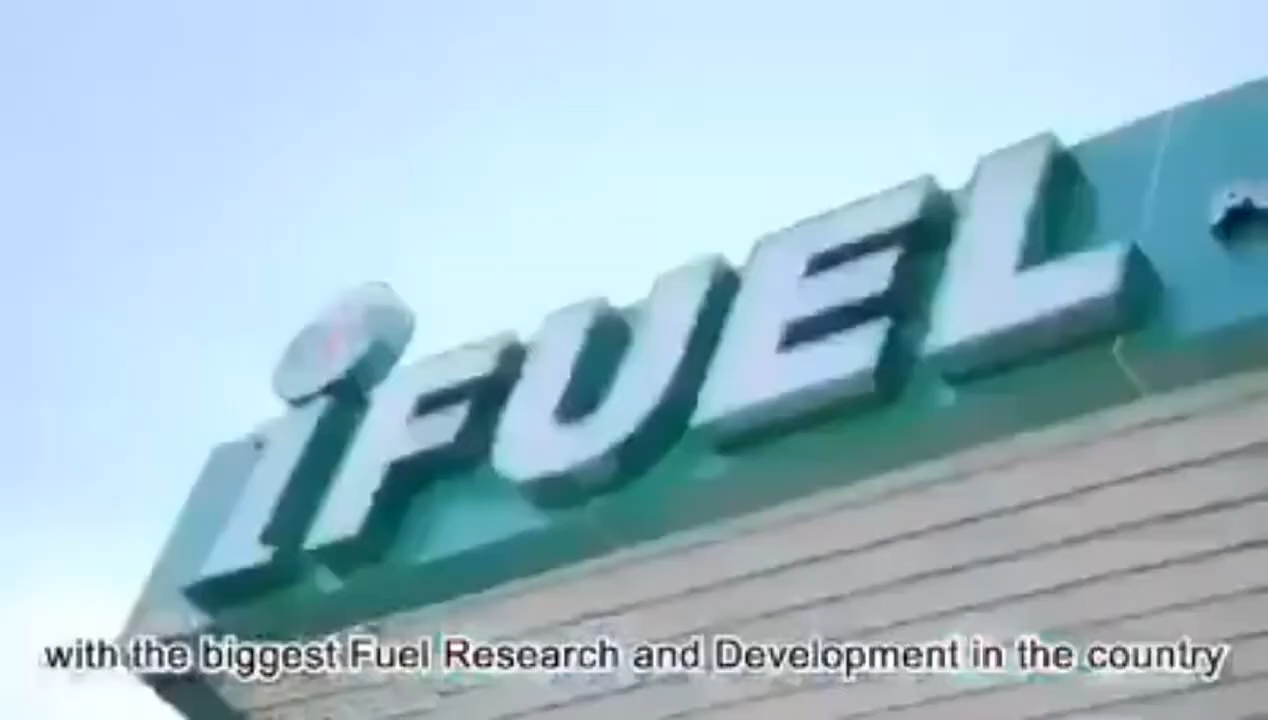 iFUEL
with the biggest Fuel Research and Development in the country